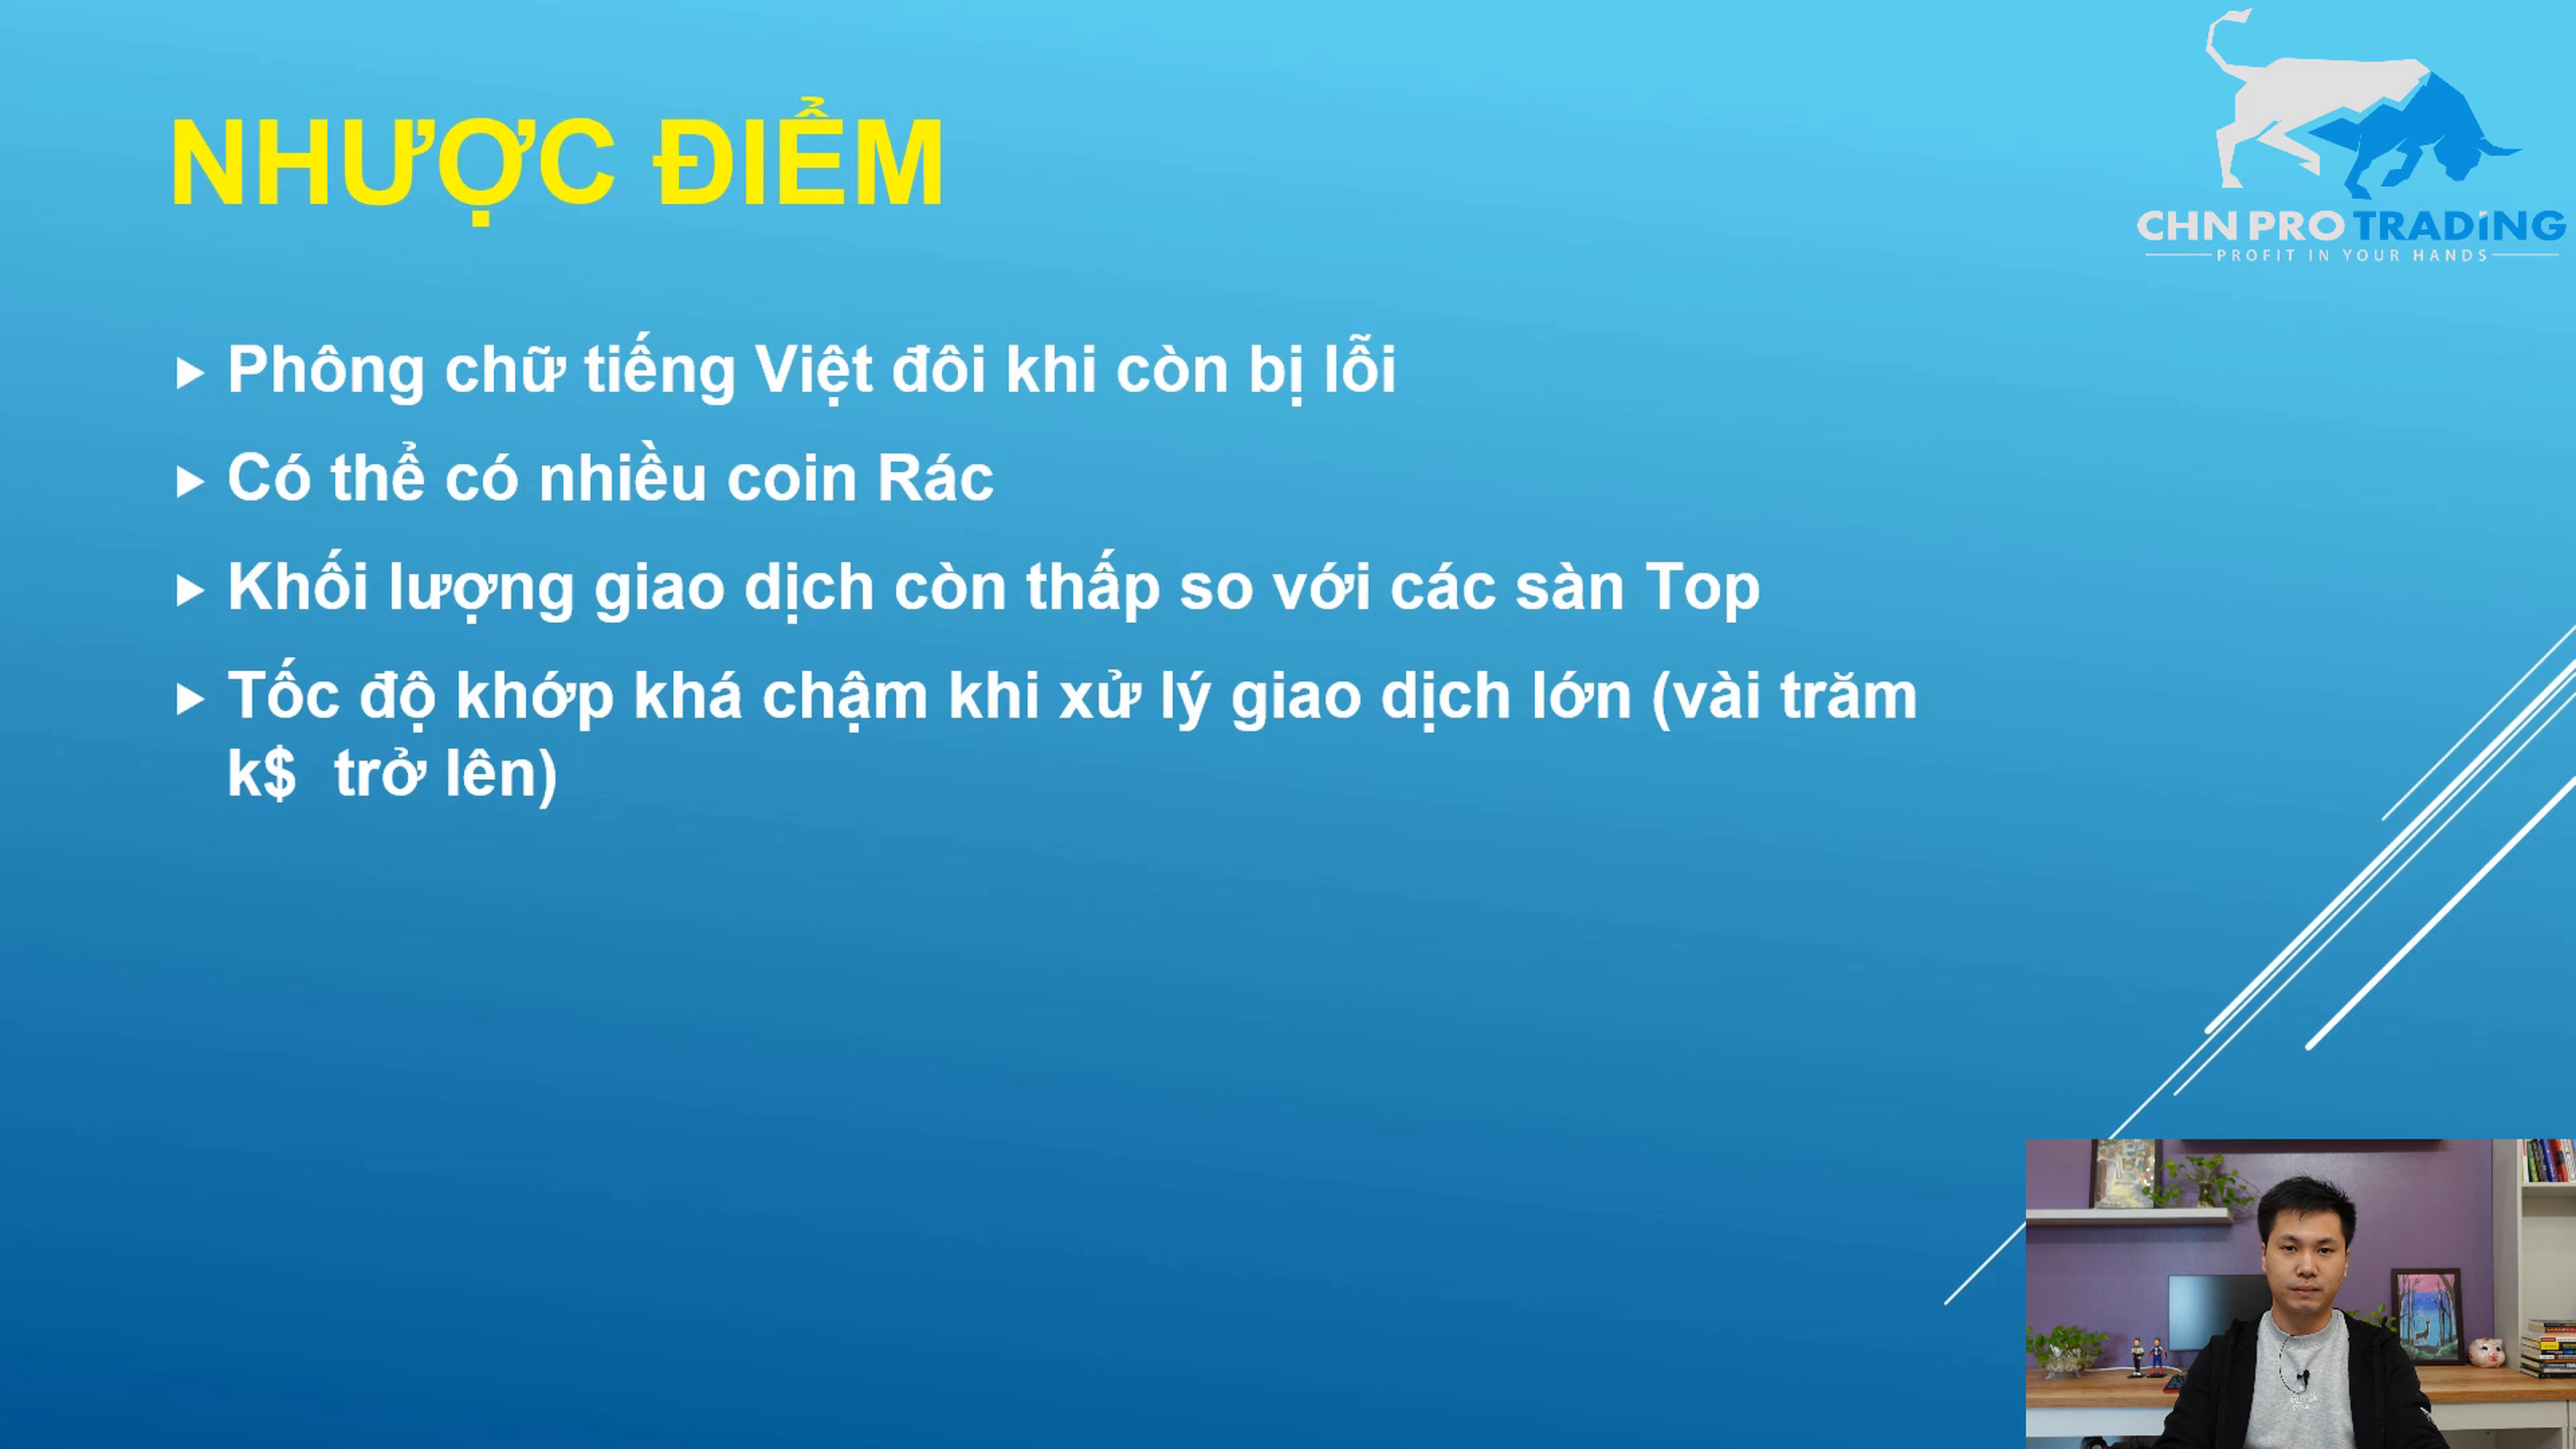 NHƯỢC ĐIỂM
CHN PRO TRADING
PROFIT IN YOUR HANDS
Phông chữ tiếng Việt đôi khi còn bị lỗi
Có thể có nhiều coin Rác
Khối lượng giao dịch còn thấp so với các sàn Top
Tốc độ khớp khá chậm khi xử lý giao dịch lớn (vài trăm
k$ trở lên)